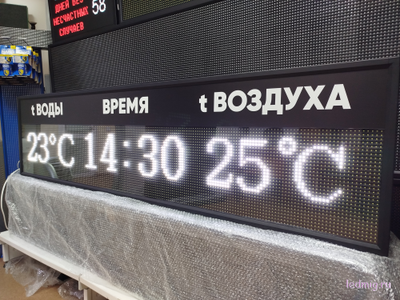 ДНЕЙ БЕЗ 58
НЕСЧАСТНЫХ
СЛУЧАЕВ
t ВОДЫ ВРЕМЯ t ВОЗДУХА
23°C 14:30 25°C
ledmig.ru